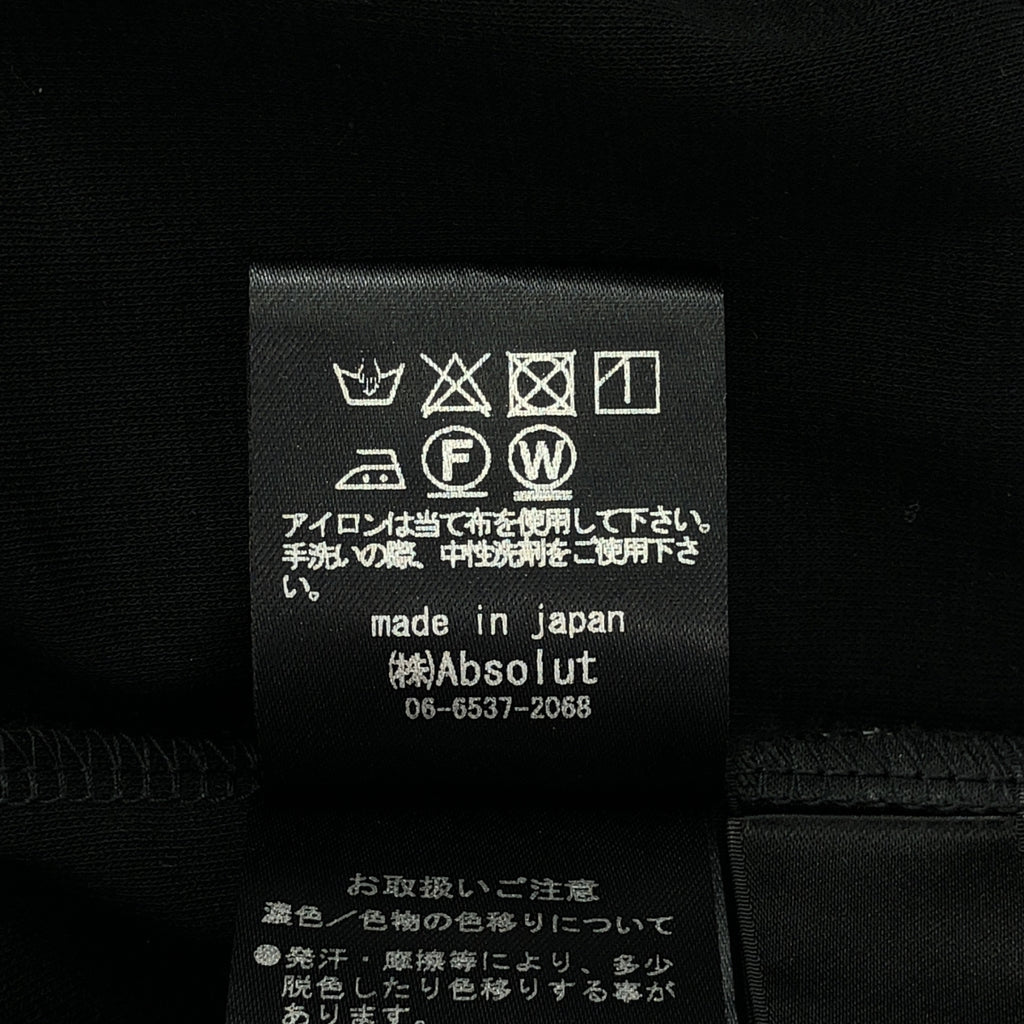 F W
アイロンは当て布を使用して下さい。
手洗いの際、中性洗剤をご使用下さ
い。
made in japan
㈱Absolut
06-6537-2068
お取扱いご注意
濃色／色物の色移りについて
●発汗・摩擦等により、多少
脱色したり色移りする事が
あります。